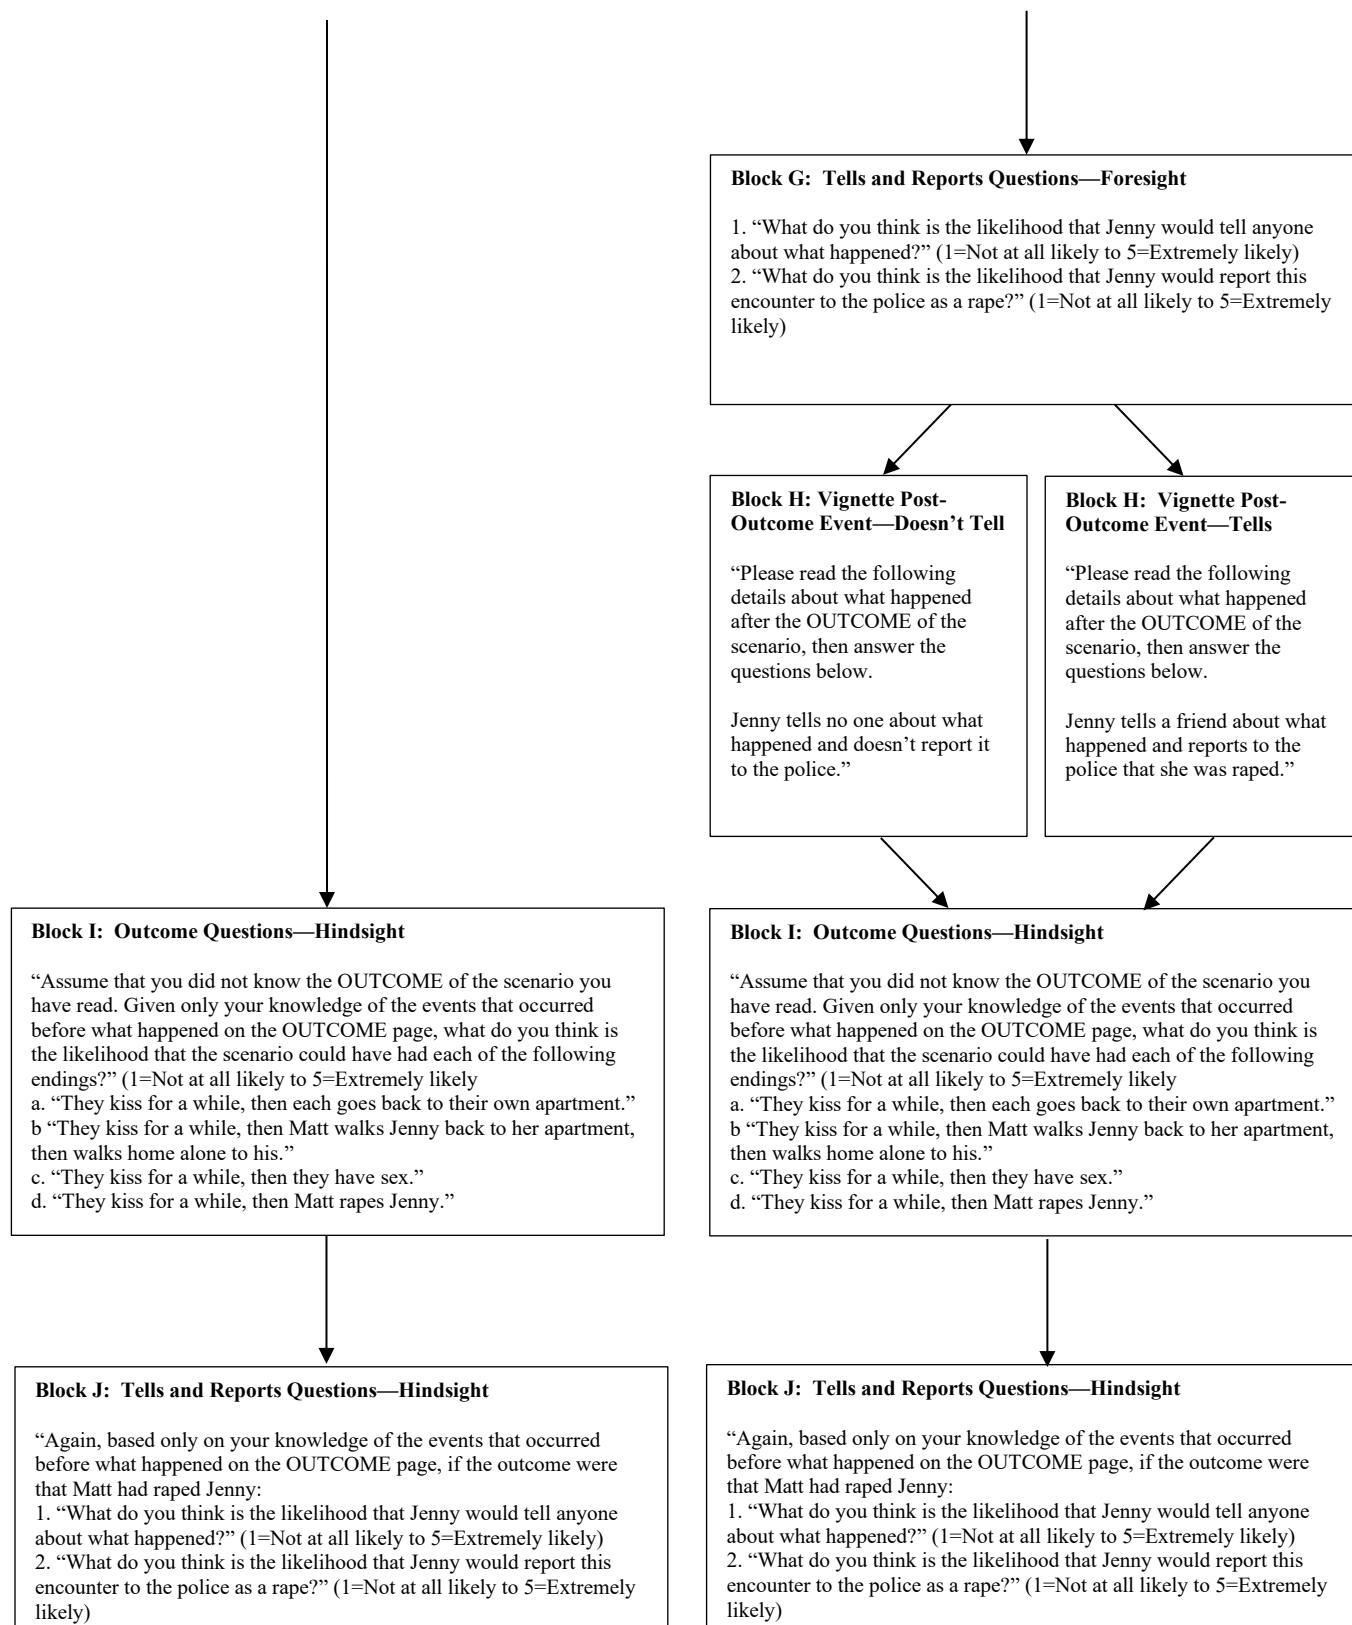 Block G:  Tells and Reports Questions—Foresight
1. “What do you think is the likelihood that Jenny would tell anyone
about what happened?” (1=Not at all likely to 5=Extremely likely)
2. “What do you think is the likelihood that Jenny would report this
encounter to the police as a rape?” (1=Not at all likely to 5=Extremely
likely)
Block H: Vignette Post-
Outcome Event—Doesn’t Tell
“Please read the following
details about what happened
after the OUTCOME of the
scenario, then answer the
questions below.
Jenny tells no one about what
happened and doesn’t report it
to the police.”
Block H:  Vignette Post-
Outcome Event—Tells
“Please read the following
details about what happened
after the OUTCOME of the
scenario, then answer the
questions below.
Jenny tells a friend about what
happened and reports to the
police that she was raped.”
Block I:  Outcome Questions—Hindsight
“Assume that you did not know the OUTCOME of the scenario you
have read. Given only your knowledge of the events that occurred
before what happened on the OUTCOME page, what do you think is
the likelihood that the scenario could have had each of the following
endings?” (1=Not at all likely to 5=Extremely likely
a. “They kiss for a while, then each goes back to their own apartment.”
b “They kiss for a while, then Matt walks Jenny back to her apartment,
then walks home alone to his.”
c. “They kiss for a while, then they have sex.”
d. “They kiss for a while, then Matt rapes Jenny.”
Block I:  Outcome Questions—Hindsight
“Assume that you did not know the OUTCOME of the scenario you
have read. Given only your knowledge of the events that occurred
before what happened on the OUTCOME page, what do you think is
the likelihood that the scenario could have had each of the following
endings?” (1=Not at all likely to 5=Extremely likely
a. “They kiss for a while, then each goes back to their own apartment.”
b “They kiss for a while, then Matt walks Jenny back to her apartment,
then walks home alone to his.”
c. “They kiss for a while, then they have sex.”
d. “They kiss for a while, then Matt rapes Jenny.”
Block J:  Tells and Reports Questions—Hindsight
“Again, based only on your knowledge of the events that occurred
before what happened on the OUTCOME page, if the outcome were
that Matt had raped Jenny:
1. “What do you think is the likelihood that Jenny would tell anyone
about what happened?” (1=Not at all likely to 5=Extremely likely)
2. “What do you think is the likelihood that Jenny would report this
encounter to the police as a rape?” (1=Not at all likely to 5=Extremely
likely)
Block J:  Tells and Reports Questions—Hindsight
“Again, based only on your knowledge of the events that occurred
before what happened on the OUTCOME page, if the outcome were
that Matt had raped Jenny:
1. “What do you think is the likelihood that Jenny would tell anyone
about what happened?” (1=Not at all likely to 5=Extremely likely)
2. “What do you think is the likelihood that Jenny would report this
encounter to the police as a rape?” (1=Not at all likely to 5=Extremely
likely)